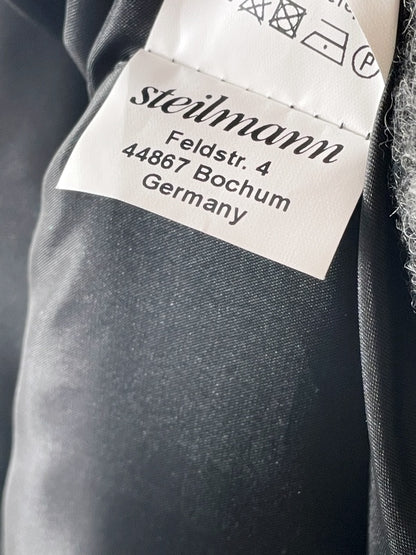 steilmann
Feldstr. 4
44867 Bochum
Germany
P